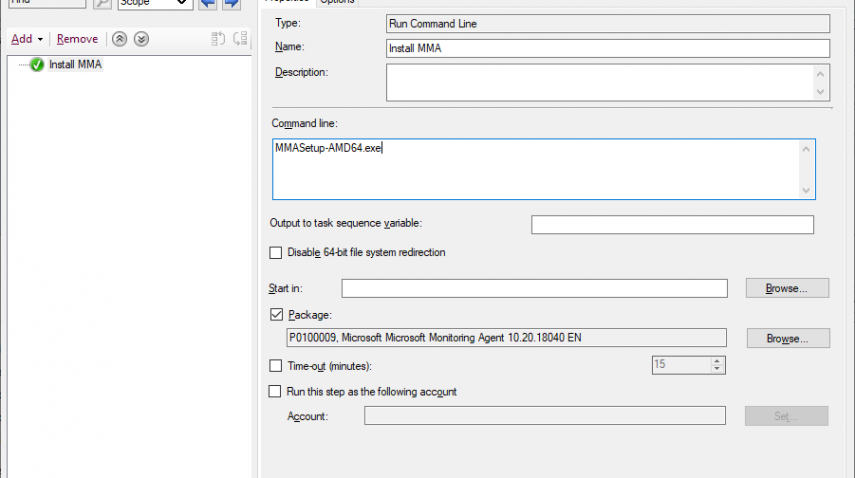 Find
Scope
Properties Options
Add Remove
Install MMA
Type: Run Command Line
Name: Install MMA
Description:
Command line:
MMASetup-AMD64.exe
Output to task sequence variable:
Disable 64-bit file system redirection
Start in: Browse...
Package:
P0100009, Microsoft Microsoft Monitoring Agent 10.20.18040 EN Browse...
Time-out (minutes): 15
Run this step as the following account
Account: Set...